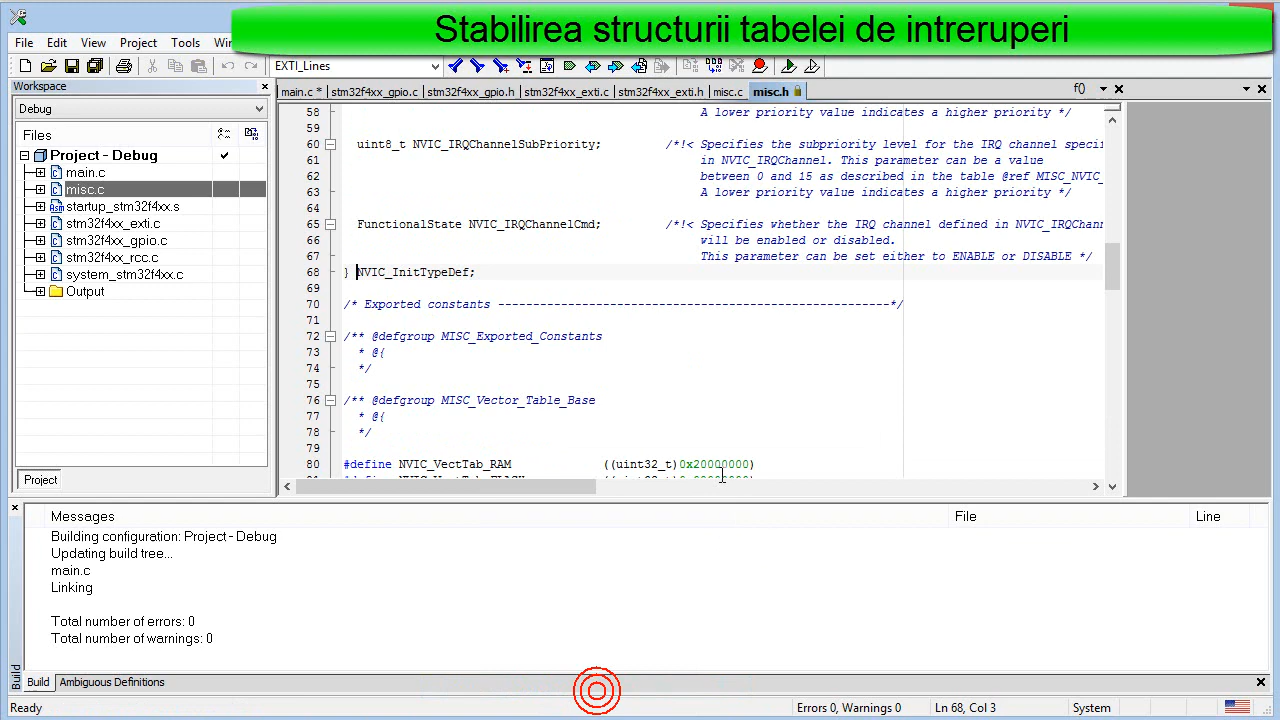 Stabilirea structurii tabelei de intreruperi
File Edit View Project Tools
EXTI_Lines
Workspace
main.c * stm32f4xx_gpio.c stm32f4xx_gpio.h stm32f4xx_exti.c stm32f4xx_exti.h misc.c misc.h f()
Debug
Files
Project - Debug
main.c
misc.c
startup_stm32f4xx.s
stm32f4xx_exti.c
stm32f4xx_gpio.c
stm32f4xx_rcc.c
system_stm32f4xx.c
Output
Project
58 A lower priority value indicates a higher priority */
59
60 uint8_t NVIC_IRQChannelSubPriority; /*!< Specifies the subpriority level for the IRQ channel speci
61 in NVIC_IRQChannel. This parameter can be a value
62 between 0 and 15 as described in the table @ref MISC_NVIC_
63 A lower priority value indicates a higher priority */
64
65 FunctionalState NVIC_IRQChannelCmd; /*!< Specifies whether the IRQ channel defined in NVIC_IRQChan
66 will be enabled or disabled.
67 This parameter can be set either to ENABLE or DISABLE */
68 } NVIC_InitTypeDef;
69
70 /* Exported constants --------------------------------------------------------*/
71
72 /** @defgroup MISC_Exported_Constants
73 * @{
74 */
75
76 /** @defgroup MISC_Vector_Table_Base
77 * @{
78 */
79
80 #define NVIC_VectTab_RAM ((uint32_t)0x20000000)
Messages File Line
Building configuration: Project - Debug
Updating build tree...
main.c
Linking
Total number of errors: 0
Total number of warnings: 0
Build
Build Ambiguous Definitions
Ready Errors 0, Warnings 0 Ln 68, Col 3 System